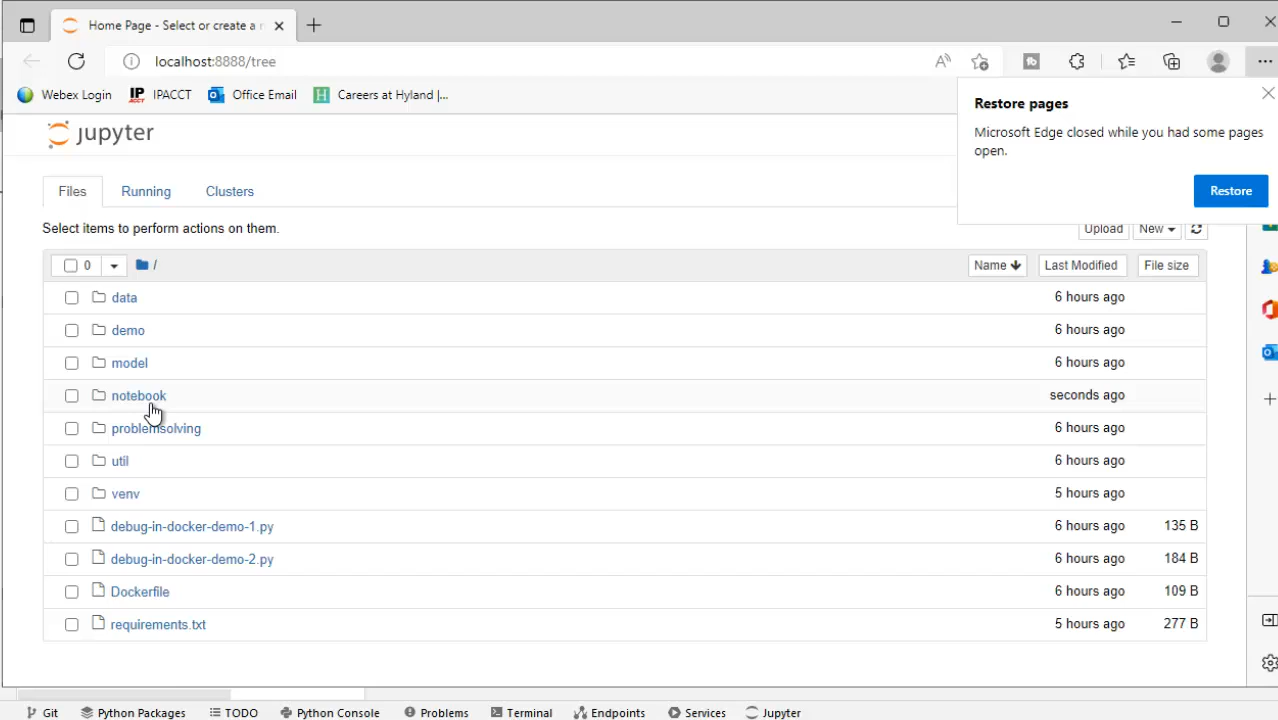 Home Page - Select or create a
localhost:8888/tree
Webex Login IPACCT Office Email Careers at Hyland |...
Restore pages
Microsoft Edge closed while you had some pages
open.
Restore
jupyter
Files Running Clusters
Select items to perform actions on them.
Upload New
0 / Name Last Modified File size
data 6 hours ago
demo 6 hours ago
model 6 hours ago
notebook seconds ago
problemsolving 6 hours ago
util 6 hours ago
venv 5 hours ago
debug-in-docker-demo-1.py 6 hours ago 135 B
debug-in-docker-demo-2.py 6 hours ago 184 B
Dockerfile 6 hours ago 109 B
requirements.txt 5 hours ago 277 B
Git Python Packages TODO Python Console Problems Terminal Endpoints Services Jupyter